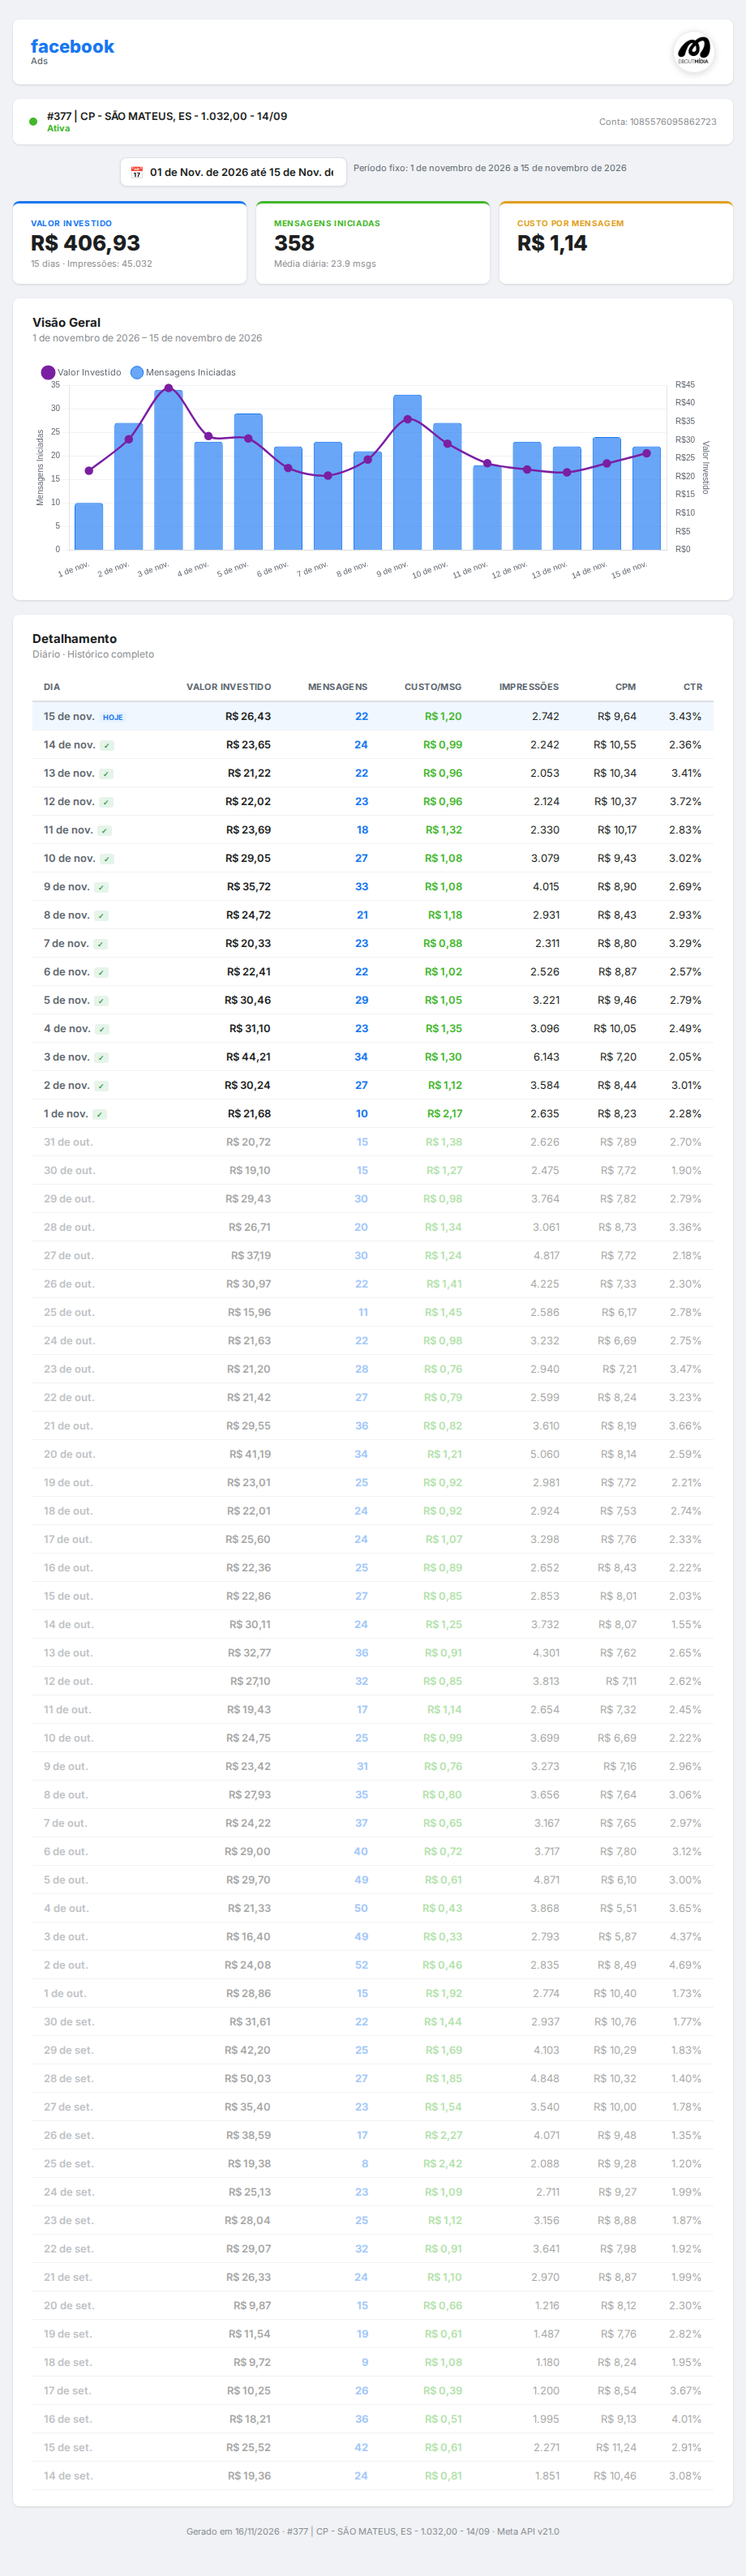 facebook
Ads
DBOUTMÍDIA
#377 | CP - SÃO MATEUS, ES - 1.032,00 - 14/09
Ativa
Conta: 1085576095862723
01 de Nov. de 2026 até 15 de Nov. de
Período fixo: 1 de novembro de 2026 a 15 de novembro de 2026
VALOR INVESTIDO
R$ 406,93
15 dias · Impressões: 45.032
MENSAGENS INICIADAS
358
Média diária: 23.9 msgs
CUSTO POR MENSAGEM
R$ 1,14
Visão Geral
1 de novembro de 2026 – 15 de novembro de 2026
Valor Investido Mensagens Iniciadas
Mensagens Iniciadas
35
30
25
20
15
10
5
0
R$45
R$40
R$35
R$30
R$25
R$20
R$15
R$10
R$5
R$0
Valor Investido
1 de nov. 2 de nov. 3 de nov. 4 de nov. 5 de nov. 6 de nov. 7 de nov. 8 de nov. 9 de nov. 10 de nov. 11 de nov. 12 de nov. 13 de nov. 14 de nov. 15 de nov.
Detalhamento
Diário · Histórico completo
DIA VALOR INVESTIDO MENSAGENS CUSTO/MSG IMPRESSÕES CPM CTR
15 de nov. HOJE R$ 26,43 22 R$ 1,20 2.742 R$ 9,64 3.43%
14 de nov. ✓ R$ 23,65 24 R$ 0,99 2.242 R$ 10,55 2.36%
13 de nov. ✓ R$ 21,22 22 R$ 0,96 2.053 R$ 10,34 3.41%
12 de nov. ✓ R$ 22,02 23 R$ 0,96 2.124 R$ 10,37 3.72%
11 de nov. ✓ R$ 23,69 18 R$ 1,32 2.330 R$ 10,17 2.83%
10 de nov. ✓ R$ 29,05 27 R$ 1,08 3.079 R$ 9,43 3.02%
9 de nov. ✓ R$ 35,72 33 R$ 1,08 4.015 R$ 8,90 2.69%
8 de nov. ✓ R$ 24,72 21 R$ 1,18 2.931 R$ 8,43 2.93%
7 de nov. ✓ R$ 20,33 23 R$ 0,88 2.311 R$ 8,80 3.29%
6 de nov. ✓ R$ 22,41 22 R$ 1,02 2.526 R$ 8,87 2.57%
5 de nov. ✓ R$ 30,46 29 R$ 1,05 3.221 R$ 9,46 2.79%
4 de nov. ✓ R$ 31,10 23 R$ 1,35 3.096 R$ 10,05 2.49%
3 de nov. ✓ R$ 44,21 34 R$ 1,30 6.143 R$ 7,20 2.05%
2 de nov. ✓ R$ 30,24 27 R$ 1,12 3.584 R$ 8,44 3.01%
1 de nov. ✓ R$ 21,68 10 R$ 2,17 2.635 R$ 8,23 2.28%
31 de out. R$ 20,72 15 R$ 1,38 2.626 R$ 7,89 2.70%
30 de out. R$ 19,10 15 R$ 1,27 2.475 R$ 7,72 1.90%
29 de out. R$ 29,43 30 R$ 0,98 3.764 R$ 7,82 2.79%
28 de out. R$ 26,71 20 R$ 1,34 3.061 R$ 8,73 3.36%
27 de out. R$ 37,19 30 R$ 1,24 4.817 R$ 7,72 2.18%
26 de out. R$ 30,97 22 R$ 1,41 4.225 R$ 7,33 2.30%
25 de out. R$ 15,96 11 R$ 1,45 2.586 R$ 6,17 2.78%
24 de out. R$ 21,63 22 R$ 0,98 3.232 R$ 6,69 2.75%
23 de out. R$ 21,20 28 R$ 0,76 2.940 R$ 7,21 3.47%
22 de out. R$ 21,42 27 R$ 0,79 2.599 R$ 8,24 3.23%
21 de out. R$ 29,55 36 R$ 0,82 3.610 R$ 8,19 3.66%
20 de out. R$ 41,19 34 R$ 1,21 5.060 R$ 8,14 2.59%
19 de out. R$ 23,01 25 R$ 0,92 2.981 R$ 7,72 2.21%
18 de out. R$ 22,01 24 R$ 0,92 2.924 R$ 7,53 2.74%
17 de out. R$ 25,60 24 R$ 1,07 3.298 R$ 7,76 2.33%
16 de out. R$ 22,36 25 R$ 0,89 2.652 R$ 8,43 2.22%
15 de out. R$ 22,86 27 R$ 0,85 2.853 R$ 8,01 2.03%
14 de out. R$ 30,11 24 R$ 1,25 3.732 R$ 8,07 1.55%
13 de out. R$ 32,77 36 R$ 0,91 4.301 R$ 7,62 2.65%
12 de out. R$ 27,10 32 R$ 0,85 3.813 R$ 7,11 2.62%
11 de out. R$ 19,43 17 R$ 1,14 2.654 R$ 7,32 2.45%
10 de out. R$ 24,75 25 R$ 0,99 3.699 R$ 6,69 2.22%
9 de out. R$ 23,42 31 R$ 0,76 3.273 R$ 7,16 2.96%
8 de out. R$ 27,93 35 R$ 0,80 3.656 R$ 7,64 3.06%
7 de out. R$ 24,22 37 R$ 0,65 3.167 R$ 7,65 2.97%
6 de out. R$ 29,00 40 R$ 0,72 3.717 R$ 7,80 3.12%
5 de out. R$ 29,70 49 R$ 0,61 4.871 R$ 6,10 3.00%
4 de out. R$ 21,33 50 R$ 0,43 3.868 R$ 5,51 3.65%
3 de out. R$ 16,40 49 R$ 0,33 2.793 R$ 5,87 4.37%
2 de out. R$ 24,08 52 R$ 0,46 2.835 R$ 8,49 4.69%
1 de out. R$ 28,86 15 R$ 1,92 2.774 R$ 10,40 1.73%
30 de set. R$ 31,61 22 R$ 1,44 2.937 R$ 10,76 1.77%
29 de set. R$ 42,20 25 R$ 1,69 4.103 R$ 10,29 1.83%
28 de set. R$ 50,03 27 R$ 1,85 4.848 R$ 10,32 1.40%
27 de set. R$ 35,40 23 R$ 1,54 3.540 R$ 10,00 1.78%
26 de set. R$ 38,59 17 R$ 2,27 4.071 R$ 9,48 1.35%
25 de set. R$ 19,38 8 R$ 2,42 2.088 R$ 9,28 1.20%
24 de set. R$ 25,13 23 R$ 1,09 2.711 R$ 9,27 1.99%
23 de set. R$ 28,04 25 R$ 1,12 3.156 R$ 8,88 1.87%
22 de set. R$ 29,07 32 R$ 0,91 3.641 R$ 7,98 1.92%
21 de set. R$ 26,33 24 R$ 1,10 2.970 R$ 8,87 1.99%
20 de set. R$ 9,87 15 R$ 0,66 1.216 R$ 8,12 2.30%
19 de set. R$ 11,54 19 R$ 0,61 1.487 R$ 7,76 2.82%
18 de set. R$ 9,72 9 R$ 1,08 1.180 R$ 8,24 1.95%
17 de set. R$ 10,25 26 R$ 0,39 1.200 R$ 8,54 3.67%
16 de set. R$ 18,21 36 R$ 0,51 1.995 R$ 9,13 4.01%
15 de set. R$ 25,52 42 R$ 0,61 2.271 R$ 11,24 2.91%
14 de set. R$ 19,36 24 R$ 0,81 1.851 R$ 10,46 3.08%
Gerado em 16/11/2026 · #377 | CP - SÃO MATEUS, ES - 1.032,00 - 14/09 · Meta API v21.0